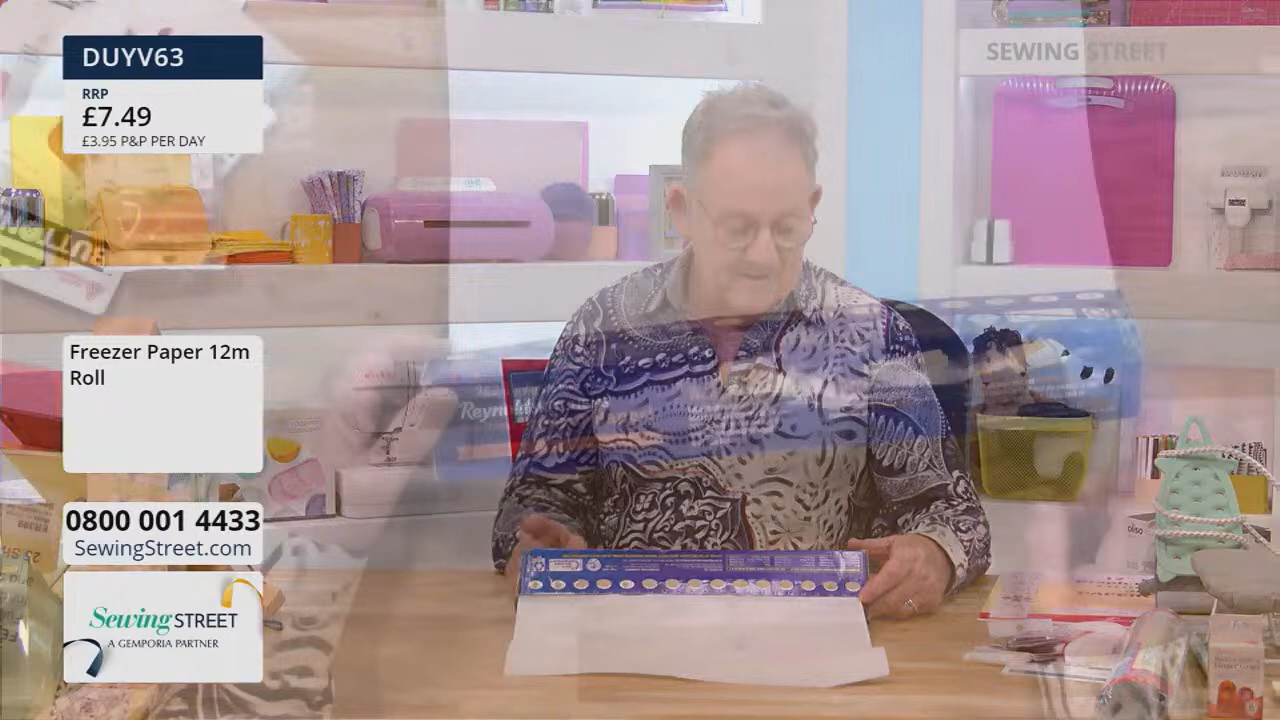 DUYV63
RRP
£7.49
£3.95 P&P PER DAY
SEWING STREET
Freezer Paper 12m
Roll
0800 001 4433
SewingStreet.com
Sewing STREET
A GEMPORIA PARTNER